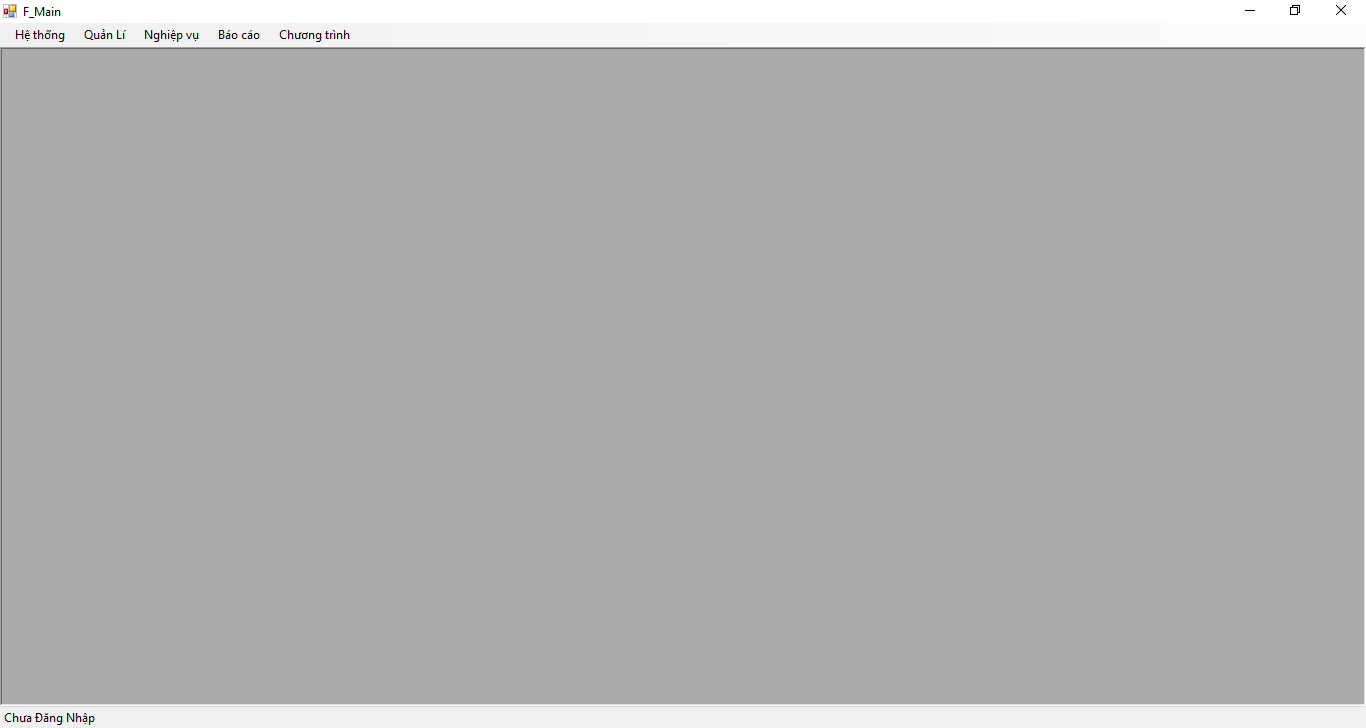 F_Main
Hệ thống Quản Lí Nghiệp vụ Báo cáo Chương trình
Chưa Đăng Nhập